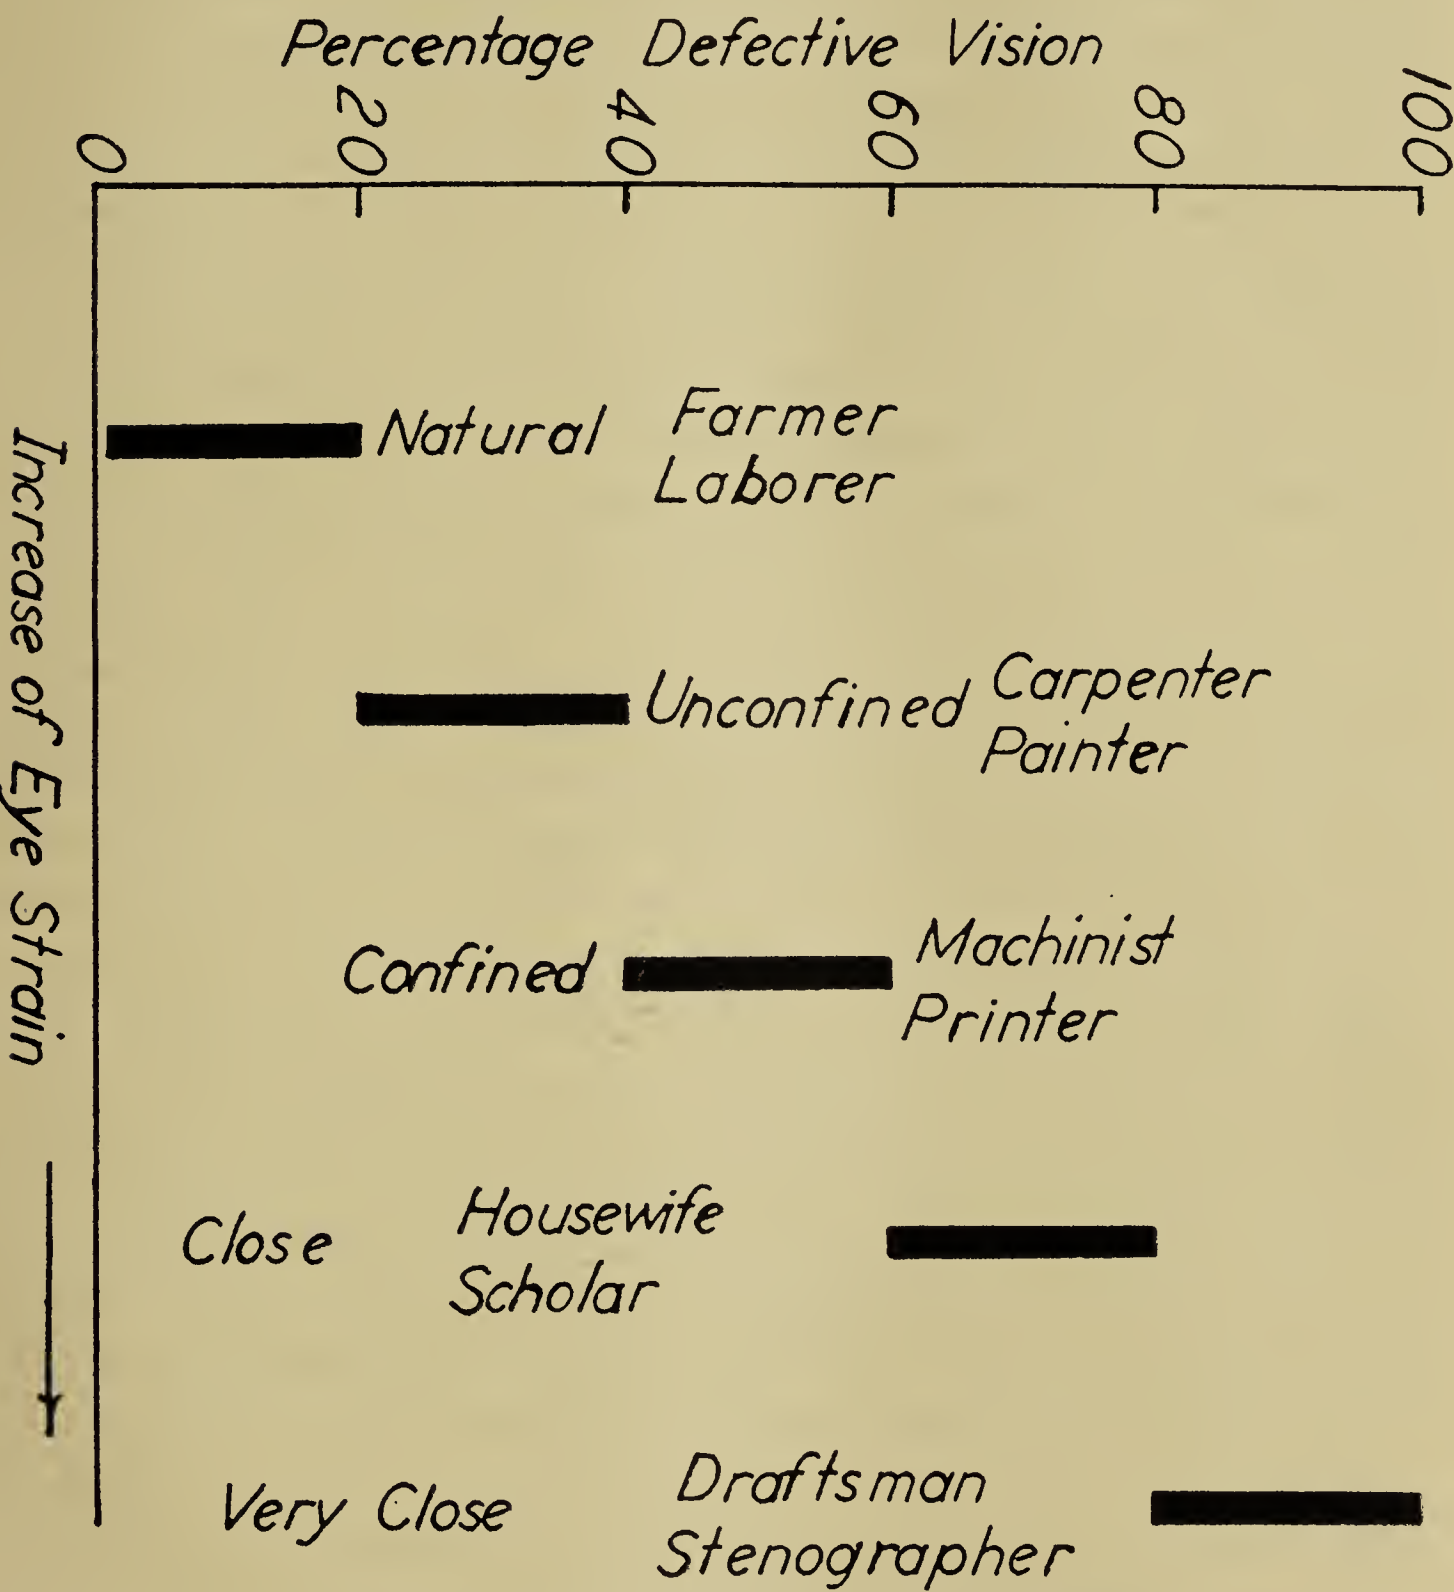 Percentage Defective Vision
0 20 40 60 80 100
Increase of Eye Strain
Natural
Farmer
Laborer
Unconfined
Carpenter
Painter
Confined
Machinist
Printer
Close
Housewife
Scholar
Very Close
Draftsman
Stenographer